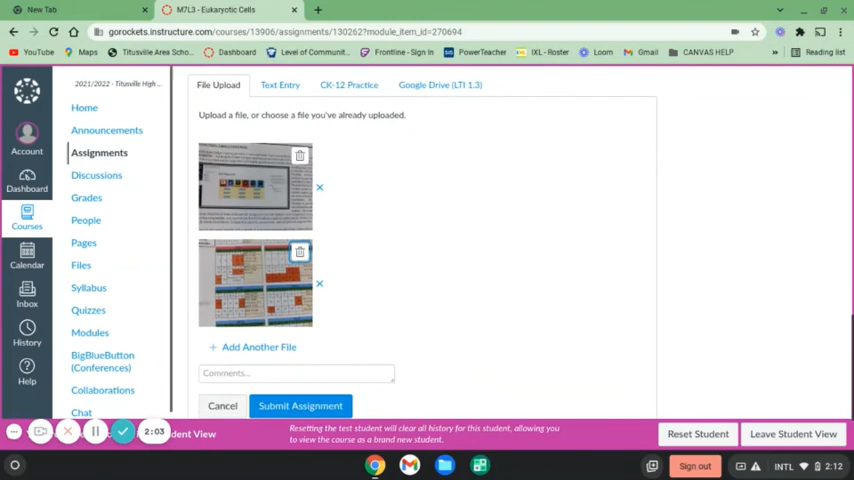 New Tab
M7L3 - Eukaryotic Cells
gorockets.instructure.com/courses/13906/assignments/130262?module_item_id=270694
YouTube
Maps
Titusville Area Scho...
Dashboard
Level of Communit...
Frontline - Sign In
PowerTeacher
IXL - Roster
Loom
Gmail
CANVAS HELP
Reading list
Account
Dashboard
Courses
Calendar
Inbox
History
Help
2021/2022 - Titusville High ...
Home
Announcements
Assignments
Discussions
Grades
People
Pages
Files
Syllabus
Quizzes
Modules
BigBlueButton
(Conferences)
Collaborations
Chat
File Upload
Text Entry
CK-12 Practice
Google Drive (LTI 1.3)
Upload a file, or choose a file you've already uploaded.
+ Add Another File
Comments...
Cancel
Submit Assignment
2:03
udent View
Resetting the test student will clear all history for this student, allowing you
to view the course as a brand new student.
Reset Student
Leave Student View
Sign out
INTL
2:12